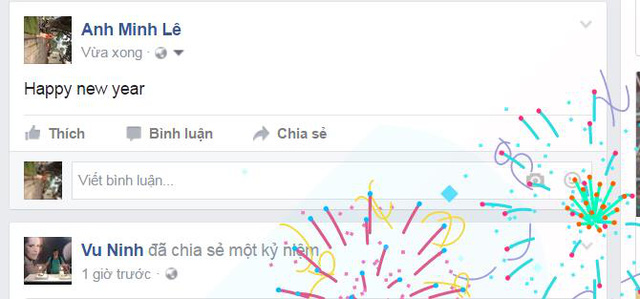 Anh Minh Lê
Vừa xong
Happy new year
Thích Bình luận Chia sẻ
Viết bình luận...
Vu Ninh đã chia sẻ một kỷ niệm
1 giờ trước